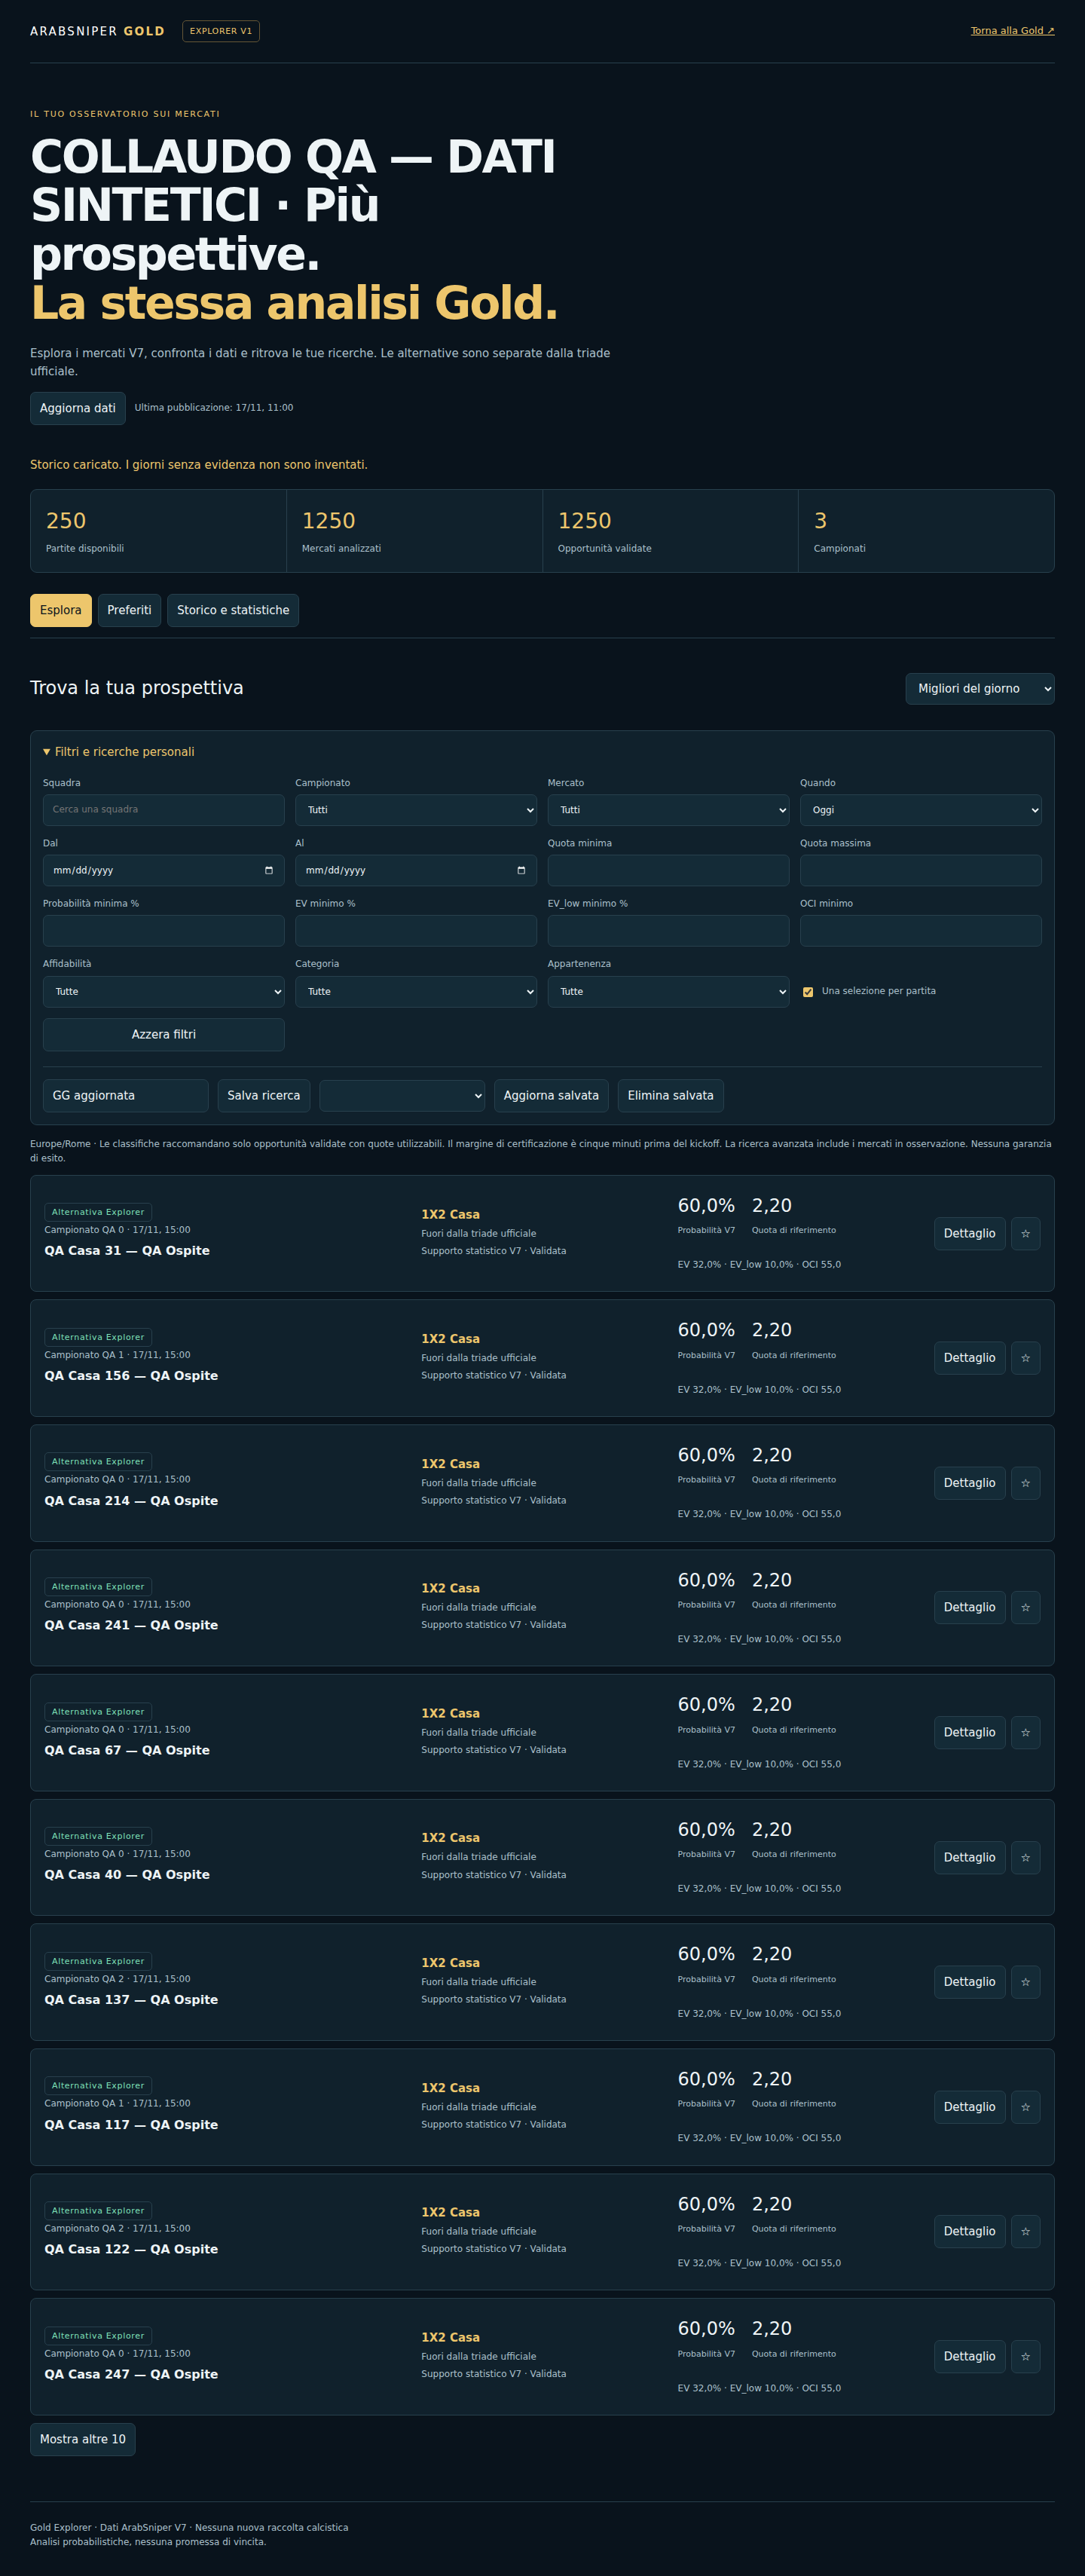 ARABSNIPER GOLD EXPLORER V1 Torna alla Gold ↗
IL TUO OSSERVATORIO SUI MERCATI
COLLAUDO QA — DATI
SINTETICI · Più
prospettive.
La stessa analisi Gold.
Esplora i mercati V7, confronta i dati e ritrova le tue ricerche. Le alternative sono separate dalla triade
ufficiale.
Aggiorna dati Ultima pubblicazione: 17/11, 11:00
Storico caricato. I giorni senza evidenza non sono inventati.
250 1250 1250 3
Partite disponibili Mercati analizzati Opportunità validate Campionati
Esplora Preferiti Storico e statistiche
Trova la tua prospettiva Migliori del giorno
▼ Filtri e ricerche personali
Squadra Campionato Mercato Quando
Cerca una squadra Tutti Tutti Oggi
Dal Al Quota minima Quota massima
mm/dd/yyyy mm/dd/yyyy
Probabilità minima % EV minimo % EV_low minimo % OCI minimo
Affidabilità Categoria Appartenenza
Tutte Tutte Tutte Una selezione per partita
Azzera filtri
GG aggiornata Salva ricerca Aggiorna salvata Elimina salvata
Europe/Rome · Le classifiche raccomandano solo opportunità validate con quote utilizzabili. Il margine di certificazione è cinque minuti prima del kickoff. La ricerca avanzata include i mercati in osservazione. Nessuna garanzia
di esito.
Alternativa Explorer
Campionato QA 0 · 17/11, 15:00
QA Casa 31 — QA Ospite
1X2 Casa
Fuori dalla triade ufficiale
Supporto statistico V7 · Validata
60,0% 2,20
Probabilità V7 Quota di riferimento
EV 32,0% · EV_low 10,0% · OCI 55,0
Dettaglio ☆
Alternativa Explorer
Campionato QA 1 · 17/11, 15:00
QA Casa 156 — QA Ospite
1X2 Casa
Fuori dalla triade ufficiale
Supporto statistico V7 · Validata
60,0% 2,20
Probabilità V7 Quota di riferimento
EV 32,0% · EV_low 10,0% · OCI 55,0
Dettaglio ☆
Alternativa Explorer
Campionato QA 0 · 17/11, 15:00
QA Casa 214 — QA Ospite
1X2 Casa
Fuori dalla triade ufficiale
Supporto statistico V7 · Validata
60,0% 2,20
Probabilità V7 Quota di riferimento
EV 32,0% · EV_low 10,0% · OCI 55,0
Dettaglio ☆
Alternativa Explorer
Campionato QA 0 · 17/11, 15:00
QA Casa 241 — QA Ospite
1X2 Casa
Fuori dalla triade ufficiale
Supporto statistico V7 · Validata
60,0% 2,20
Probabilità V7 Quota di riferimento
EV 32,0% · EV_low 10,0% · OCI 55,0
Dettaglio ☆
Alternativa Explorer
Campionato QA 0 · 17/11, 15:00
QA Casa 67 — QA Ospite
1X2 Casa
Fuori dalla triade ufficiale
Supporto statistico V7 · Validata
60,0% 2,20
Probabilità V7 Quota di riferimento
EV 32,0% · EV_low 10,0% · OCI 55,0
Dettaglio ☆
Alternativa Explorer
Campionato QA 0 · 17/11, 15:00
QA Casa 40 — QA Ospite
1X2 Casa
Fuori dalla triade ufficiale
Supporto statistico V7 · Validata
60,0% 2,20
Probabilità V7 Quota di riferimento
EV 32,0% · EV_low 10,0% · OCI 55,0
Dettaglio ☆
Alternativa Explorer
Campionato QA 2 · 17/11, 15:00
QA Casa 137 — QA Ospite
1X2 Casa
Fuori dalla triade ufficiale
Supporto statistico V7 · Validata
60,0% 2,20
Probabilità V7 Quota di riferimento
EV 32,0% · EV_low 10,0% · OCI 55,0
Dettaglio ☆
Alternativa Explorer
Campionato QA 1 · 17/11, 15:00
QA Casa 117 — QA Ospite
1X2 Casa
Fuori dalla triade ufficiale
Supporto statistico V7 · Validata
60,0% 2,20
Probabilità V7 Quota di riferimento
EV 32,0% · EV_low 10,0% · OCI 55,0
Dettaglio ☆
Alternativa Explorer
Campionato QA 2 · 17/11, 15:00
QA Casa 122 — QA Ospite
1X2 Casa
Fuori dalla triade ufficiale
Supporto statistico V7 · Validata
60,0% 2,20
Probabilità V7 Quota di riferimento
EV 32,0% · EV_low 10,0% · OCI 55,0
Dettaglio ☆
Alternativa Explorer
Campionato QA 0 · 17/11, 15:00
QA Casa 247 — QA Ospite
1X2 Casa
Fuori dalla triade ufficiale
Supporto statistico V7 · Validata
60,0% 2,20
Probabilità V7 Quota di riferimento
EV 32,0% · EV_low 10,0% · OCI 55,0
Dettaglio ☆
Mostra altre 10
Gold Explorer · Dati ArabSniper V7 · Nessuna nuova raccolta calcistica
Analisi probabilistiche, nessuna promessa di vincita.